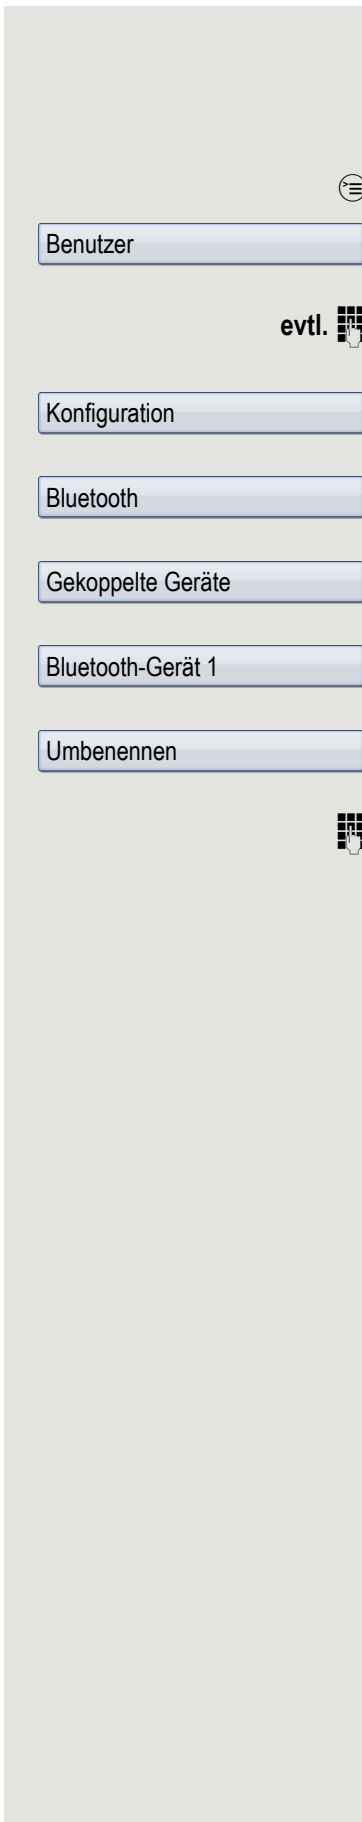 Benutzer
evtl.
Konfiguration
Bluetooth
Gekoppelte Geräte
Bluetooth-Gerät 1
Umbenennen